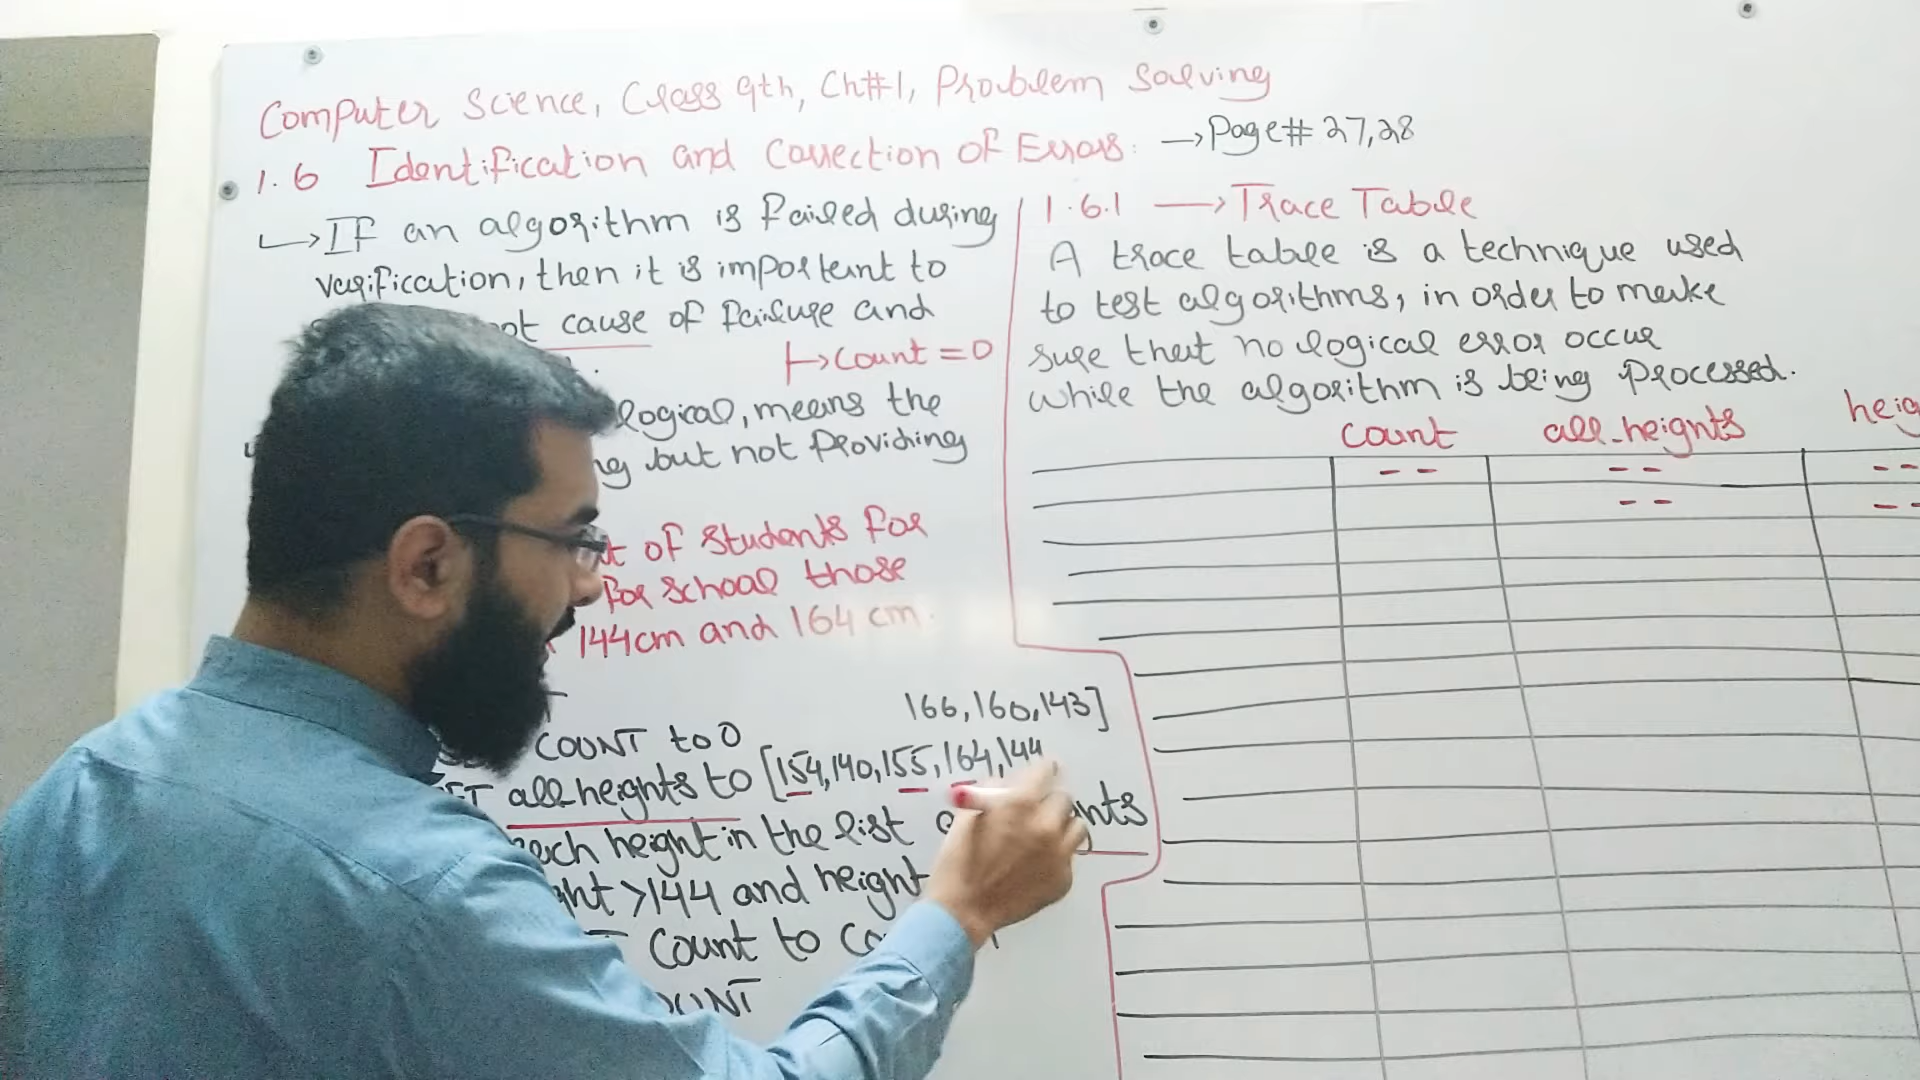 Computer Science, Class 9th, Ch#1, Problem Solving
1.6 Identification and Correction of Errors: → Page# 27,28
↳ If an algorithm is failed during
verification, then it is important to
cause of failure and
↦ count = 0
logical, means the
but not providing
of students for
for school those
144cm and 164 cm.
166, 160, 143]
COUNT to 0
all-heights to [154, 140, 155, 164, 144,
each height in the list
>144 and height
Count to
1.6.1 → Trace Table
A trace table is a technique used
to test algorithms, in order to make
sure that no logical error occur
while the algorithm is being processed.
count all-heights
-- -- --
-- --